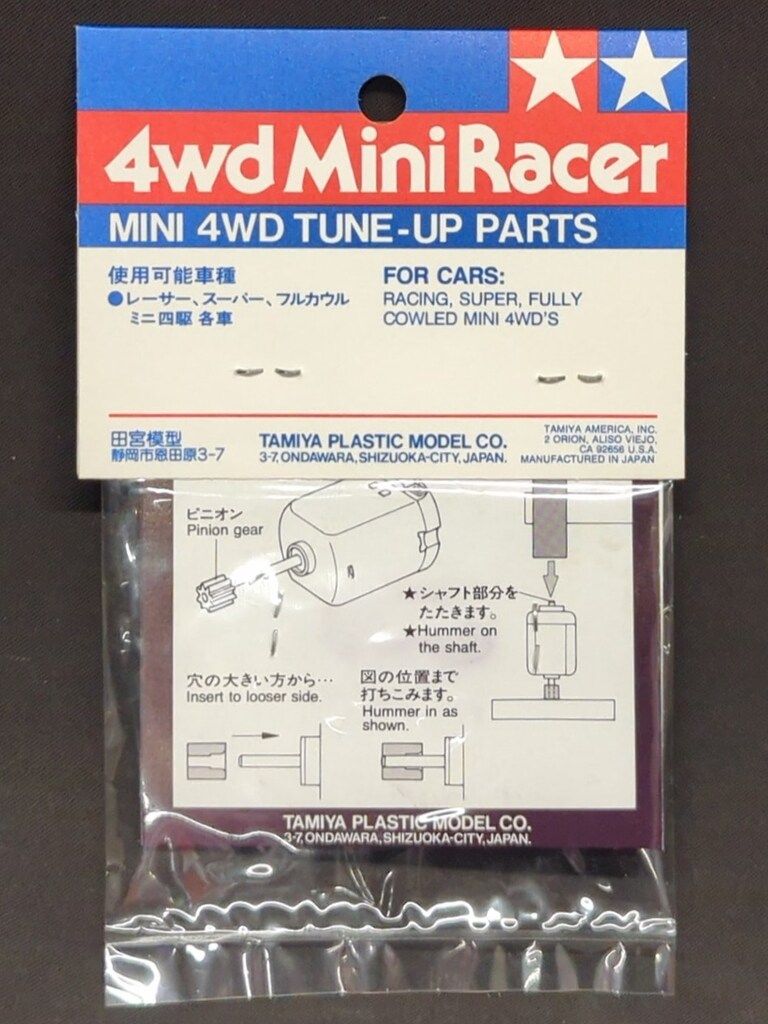 4wd Mini Racer
MINI 4WD TUNE-UP PARTS
使用可能車種
●レーサー、スーパー、フルカウル
ミニ四駆 各車
FOR CARS:
RACING, SUPER, FULLY
COWLED MINI 4WD'S
田宮模型
静岡市恩田原3-7
TAMIYA PLASTIC MODEL CO.
3-7, ONDAWARA, SHIZUOKA-CITY, JAPAN.
TAMIYA AMERICA, INC.
2 ORION, ALISO VIEJO,
CA 92656 U.S.A.
MANUFACTURED IN JAPAN
ピニオン
Pinion gear
★シャフト部分を
たたきます。
★Hummer on
the shaft.
穴の大きい方から…
Insert to looser side.
図の位置まで
打ちこみます。
Hummer in as
shown.
TAMIYA PLASTIC MODEL CO.
3-7, ONDAWARA, SHIZUOKA-CITY, JAPAN.